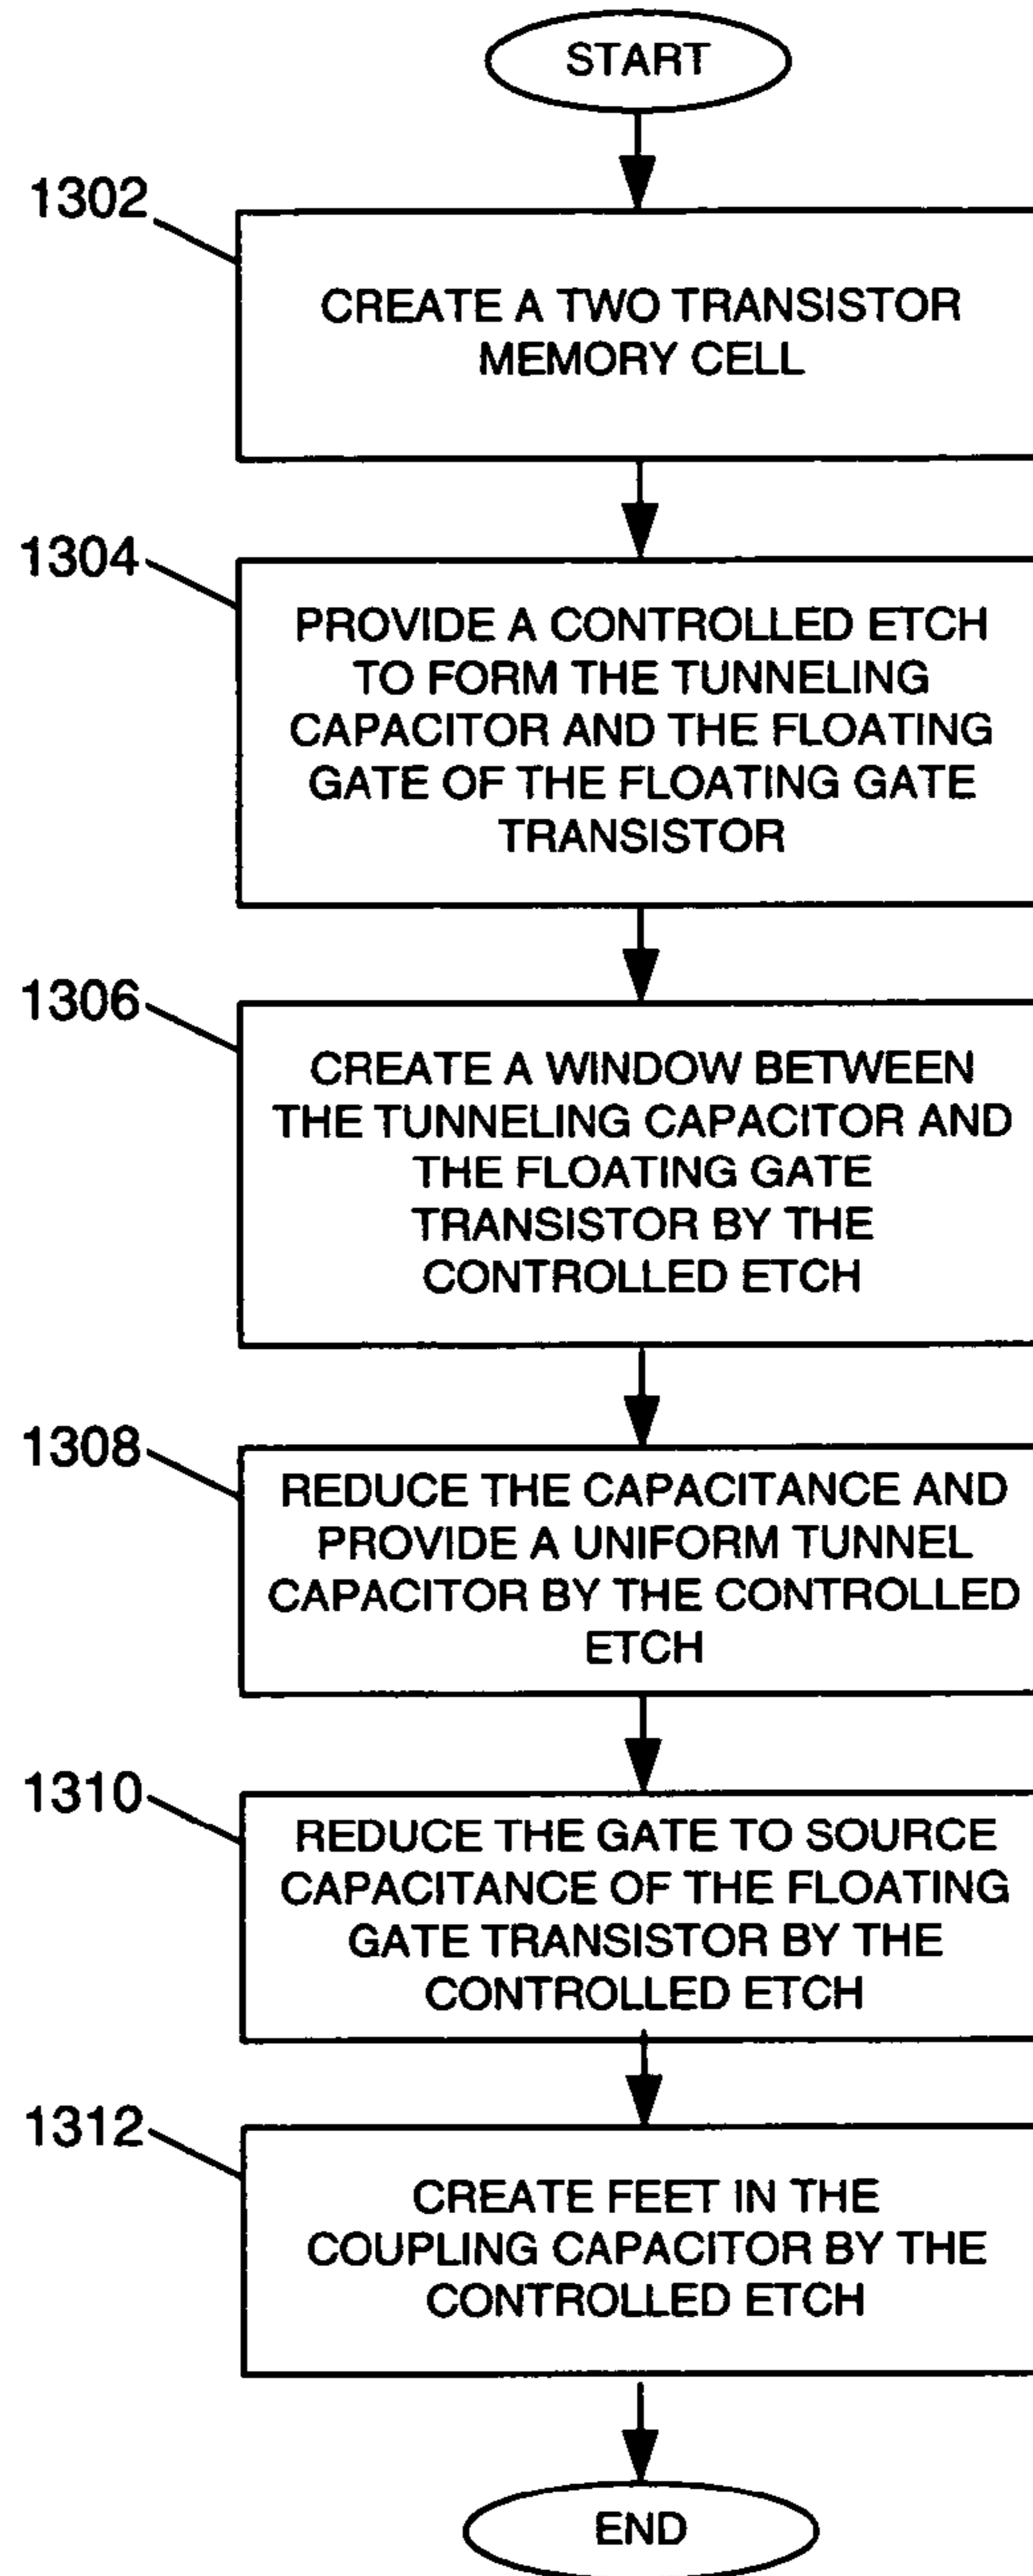 START
1302
CREATE A TWO TRANSISTOR
MEMORY CELL
1304
PROVIDE A CONTROLLED ETCH
TO FORM THE TUNNELING
CAPACITOR AND THE FLOATING
GATE OF THE FLOATING GATE
TRANSISTOR
1306
CREATE A WINDOW BETWEEN
THE TUNNELING CAPACITOR AND
THE FLOATING GATE
TRANSISTOR BY THE
CONTROLLED ETCH
1308
REDUCE THE CAPACITANCE AND
PROVIDE A UNIFORM TUNNEL
CAPACITOR BY THE CONTROLLED
ETCH
1310
REDUCE THE GATE TO SOURCE
CAPACITANCE OF THE FLOATING
GATE TRANSISTOR BY THE
CONTROLLED ETCH
1312
CREATE FEET IN THE
COUPLING CAPACITOR BY THE
CONTROLLED ETCH
END